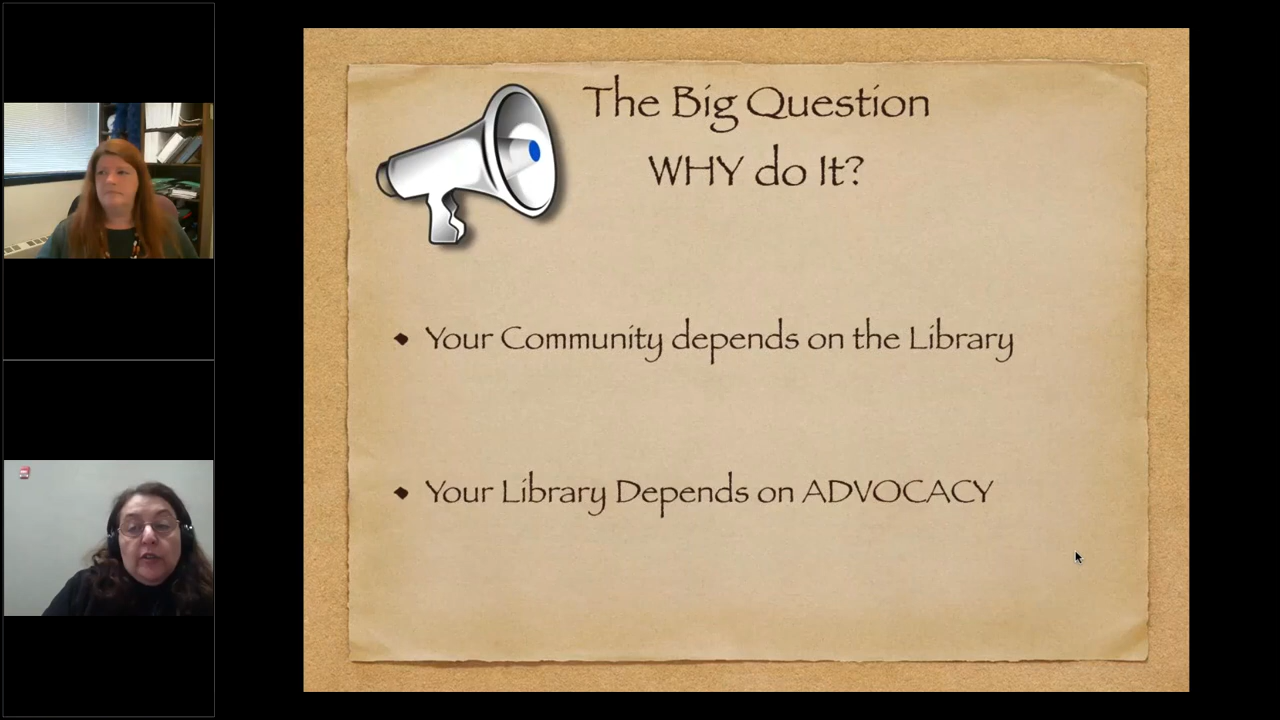 The Big Question
WHY do It?
Your Community depends on the Library
Your Library Depends on ADVOCACY